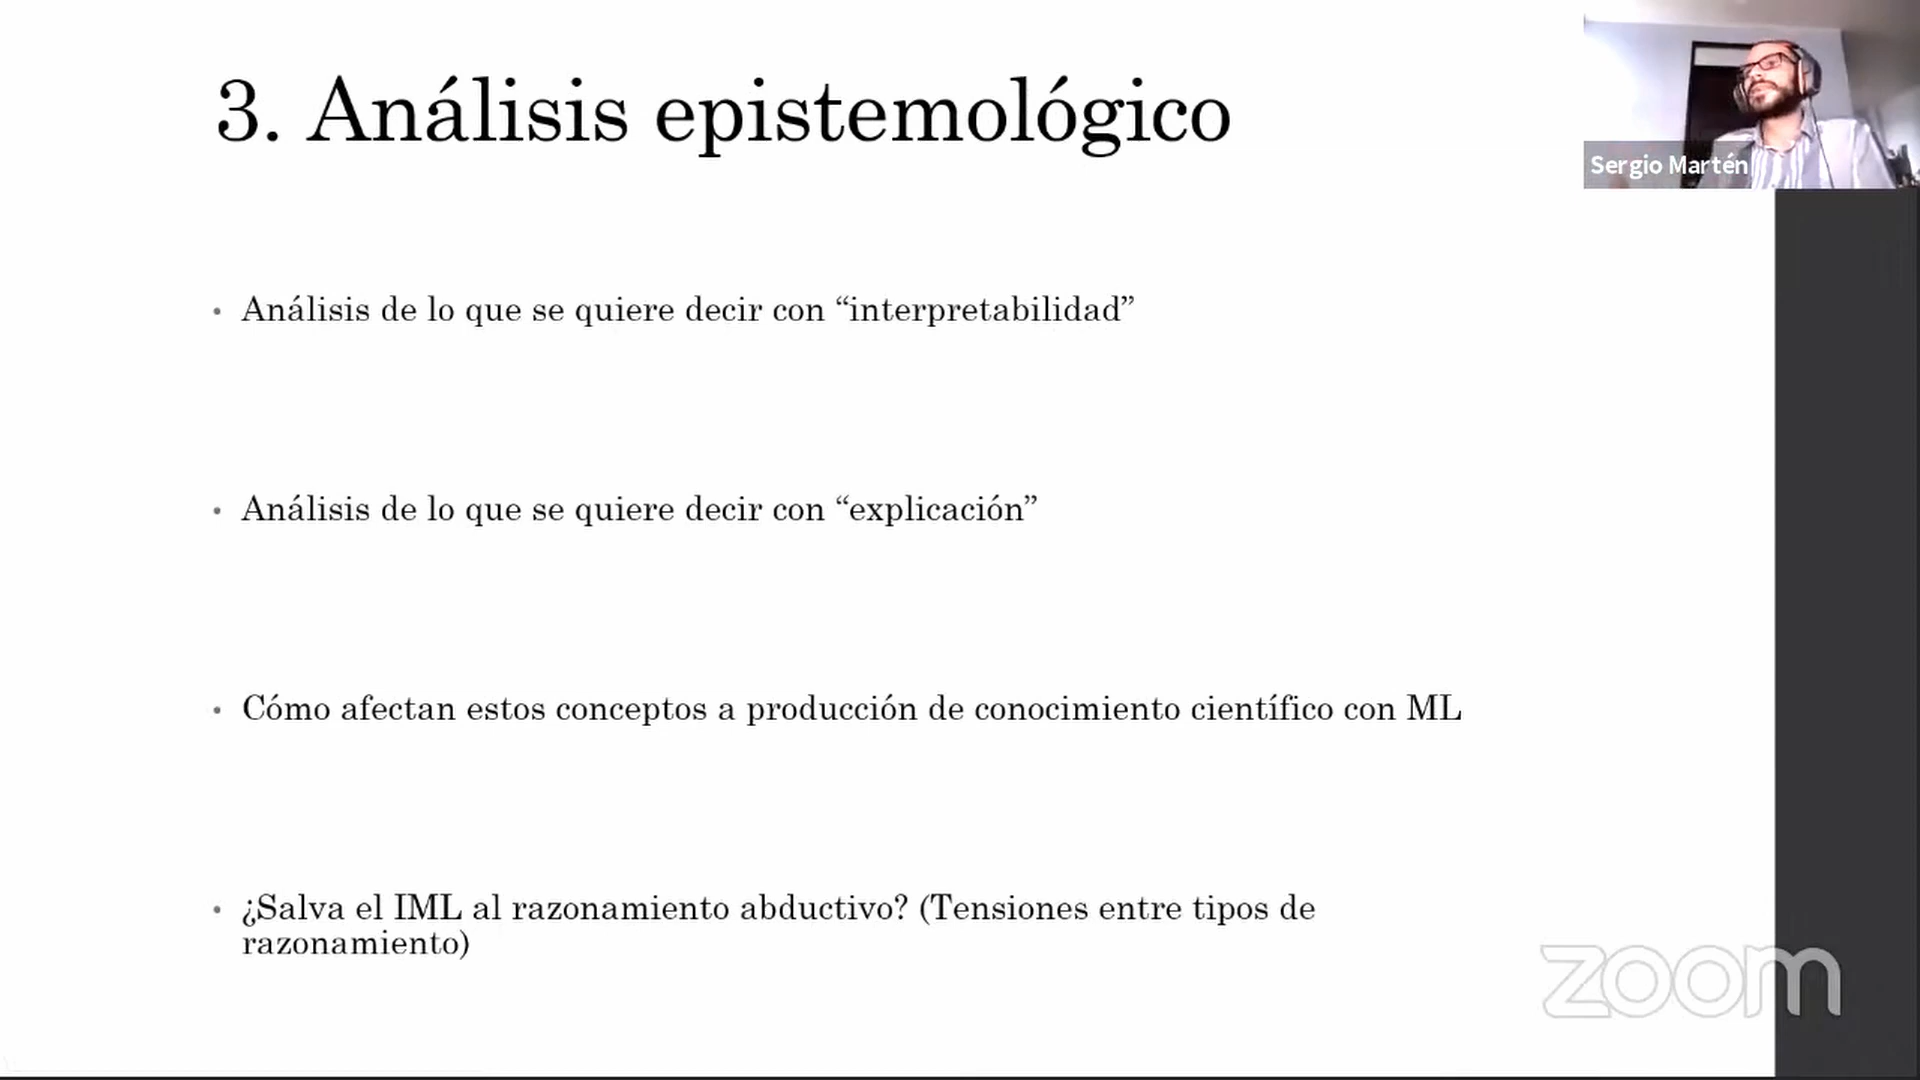 3. Análisis epistemológico
Sergio Martén
• Análisis de lo que se quiere decir con “interpretabilidad”
• Análisis de lo que se quiere decir con “explicación”
• Cómo afectan estos conceptos a producción de conocimiento científico con ML
• ¿Salva el IML al razonamiento abductivo? (Tensiones entre tipos de
razonamiento)
zoom